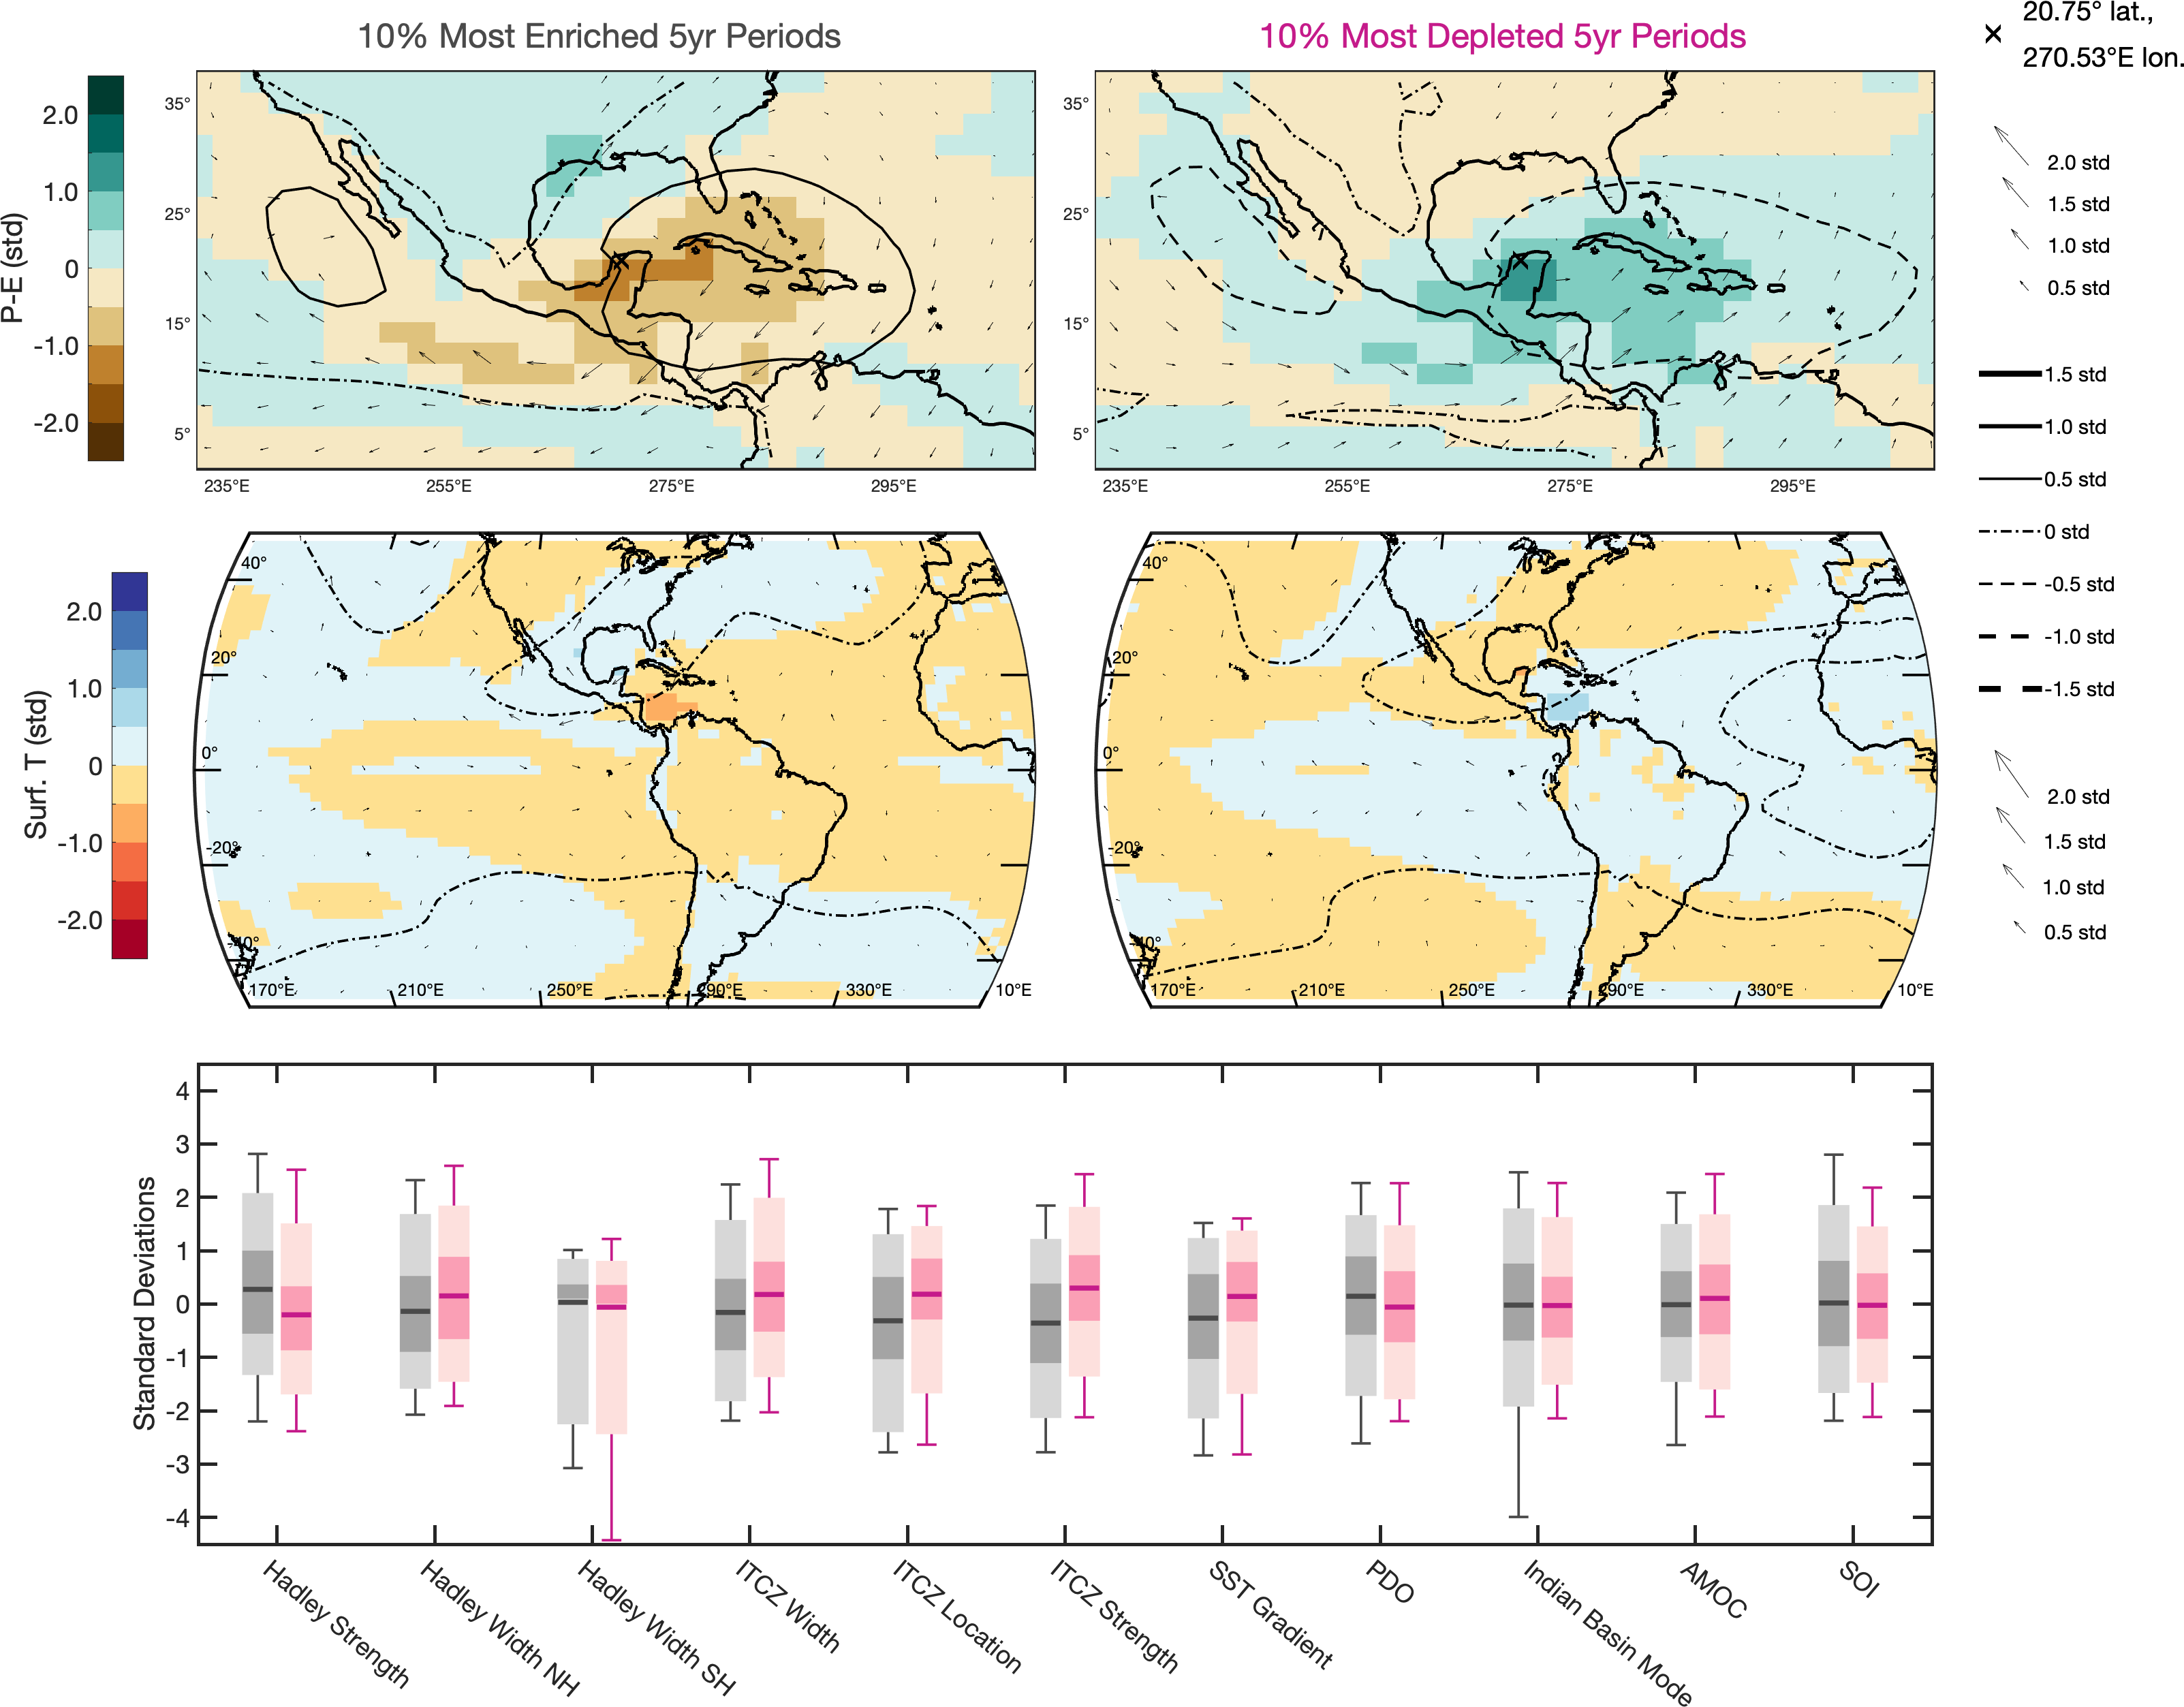 10% Most Enriched 5yr Periods
10% Most Depleted 5yr Periods
20.75° lat.,
270.53°E lon.
P-E (std)
2.0
1.0
0
-1.0
-2.0
35°
25°
15°
5°
235°E
255°E
275°E
295°E
35°
25°
15°
5°
235°E
255°E
275°E
295°E
2.0 std
1.5 std
1.0 std
0.5 std
1.5 std
1.0 std
0.5 std
0 std
-0.5 std
-1.0 std
-1.5 std
Surf. T (std)
2.0
1.0
0
-1.0
-2.0
40°
20°
0°
-20°
-40°
170°E
210°E
250°E
290°E
330°E
10°E
40°
20°
0°
-20°
-40°
170°E
210°E
250°E
290°E
330°E
10°E
2.0 std
1.5 std
1.0 std
0.5 std
Standard Deviations
4
3
2
1
0
-1
-2
-3
-4
Hadley Strength
Hadley Width NH
Hadley Width SH
ITCZ Width
ITCZ Location
ITCZ Strength
SST Gradient
PDO
Indian Basin Mode
AMOC
SOI